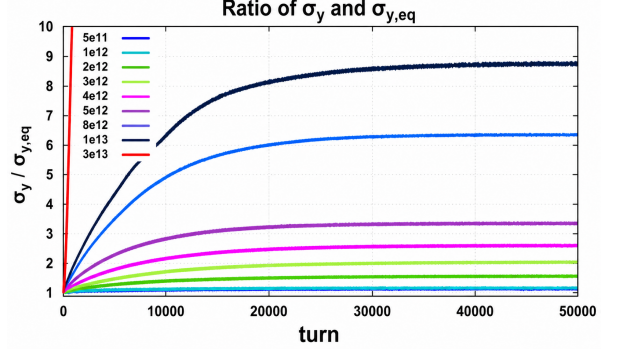 Ratio of σy and σy,eq
10
9
8
7
6
5
4
3
2
1
σy / σy,eq
5e11
1e12
2e12
3e12
4e12
5e12
8e12
1e13
3e13
0 10000 20000 30000 40000 50000
turn